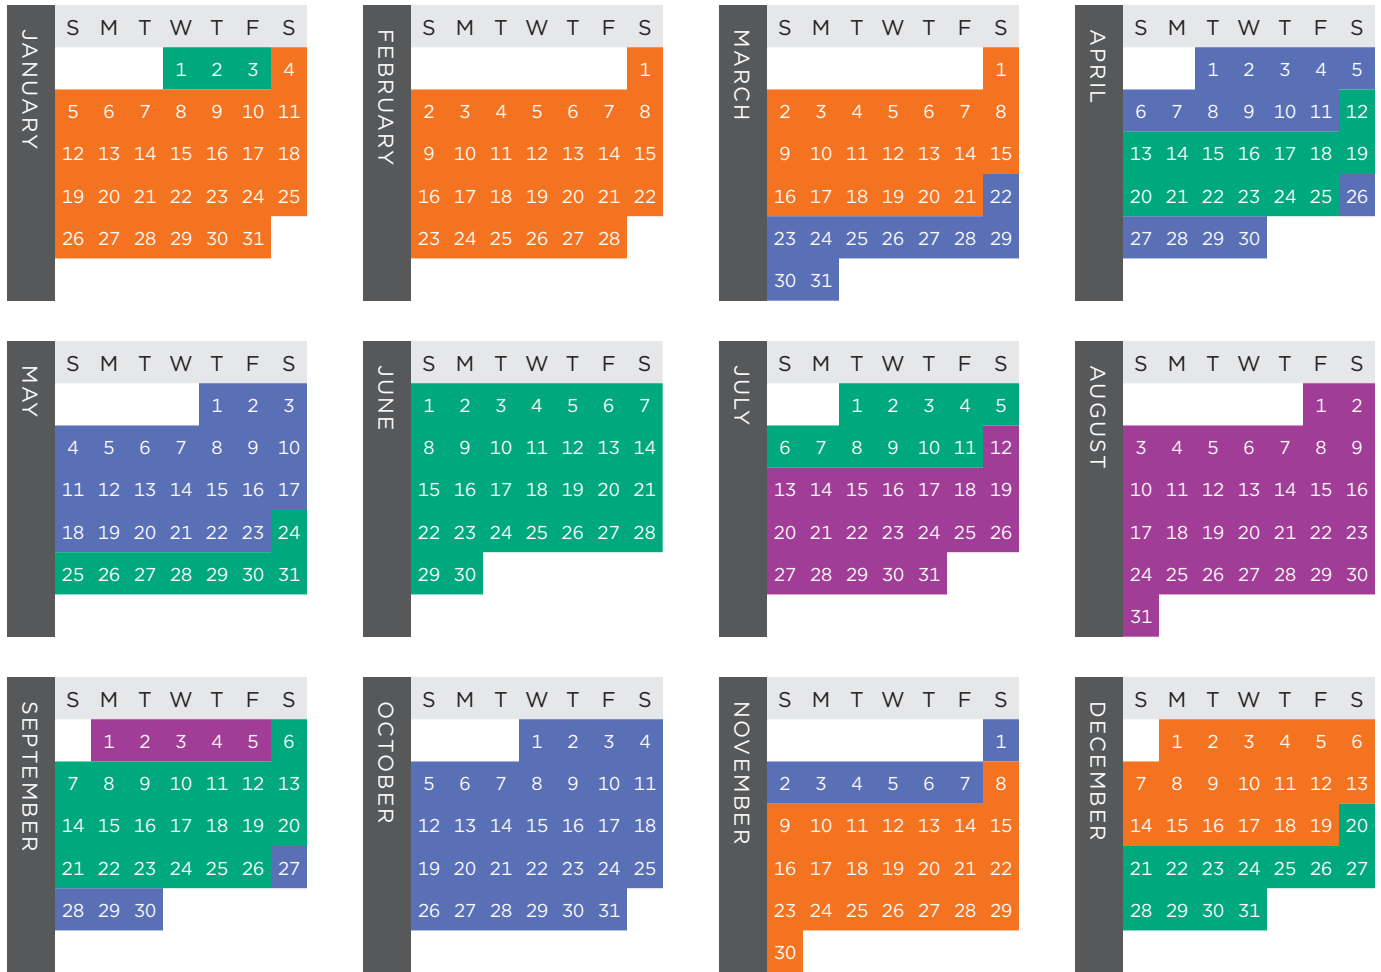 JANUARY
S M T W T F S
1 2 3 4
5 6 7 8 9 10 11
12 13 14 15 16 17 18
19 20 21 22 23 24 25
26 27 28 29 30 31
FEBRUARY
S M T W T F S
1
2 3 4 5 6 7 8
9 10 11 12 13 14 15
16 17 18 19 20 21 22
23 24 25 26 27 28
MARCH
S M T W T F S
1
2 3 4 5 6 7 8
9 10 11 12 13 14 15
16 17 18 19 20 21 22
23 24 25 26 27 28 29
30 31
APRIL
S M T W T F S
1 2 3 4 5
6 7 8 9 10 11 12
13 14 15 16 17 18 19
20 21 22 23 24 25 26
27 28 29 30
MAY
S M T W T F S
1 2 3
4 5 6 7 8 9 10
11 12 13 14 15 16 17
18 19 20 21 22 23 24
25 26 27 28 29 30 31
JUNE
S M T W T F S
1 2 3 4 5 6 7
8 9 10 11 12 13 14
15 16 17 18 19 20 21
22 23 24 25 26 27 28
29 30
JULY
S M T W T F S
1 2 3 4 5
6 7 8 9 10 11 12
13 14 15 16 17 18 19
20 21 22 23 24 25 26
27 28 29 30 31
AUGUST
S M T W T F S
1 2
3 4 5 6 7 8 9
10 11 12 13 14 15 16
17 18 19 20 21 22 23
24 25 26 27 28 29 30
31
SEPTEMBER
S M T W T F S
1 2 3 4 5 6
7 8 9 10 11 12 13
14 15 16 17 18 19 20
21 22 23 24 25 26 27
28 29 30
OCTOBER
S M T W T F S
1 2 3 4
5 6 7 8 9 10 11
12 13 14 15 16 17 18
19 20 21 22 23 24 25
26 27 28 29 30 31
NOVEMBER
S M T W T F S
1
2 3 4 5 6 7 8
9 10 11 12 13 14 15
16 17 18 19 20 21 22
23 24 25 26 27 28 29
30
DECEMBER
S M T W T F S
1 2 3 4 5 6
7 8 9 10 11 12 13
14 15 16 17 18 19 20
21 22 23 24 25 26 27
28 29 30 31